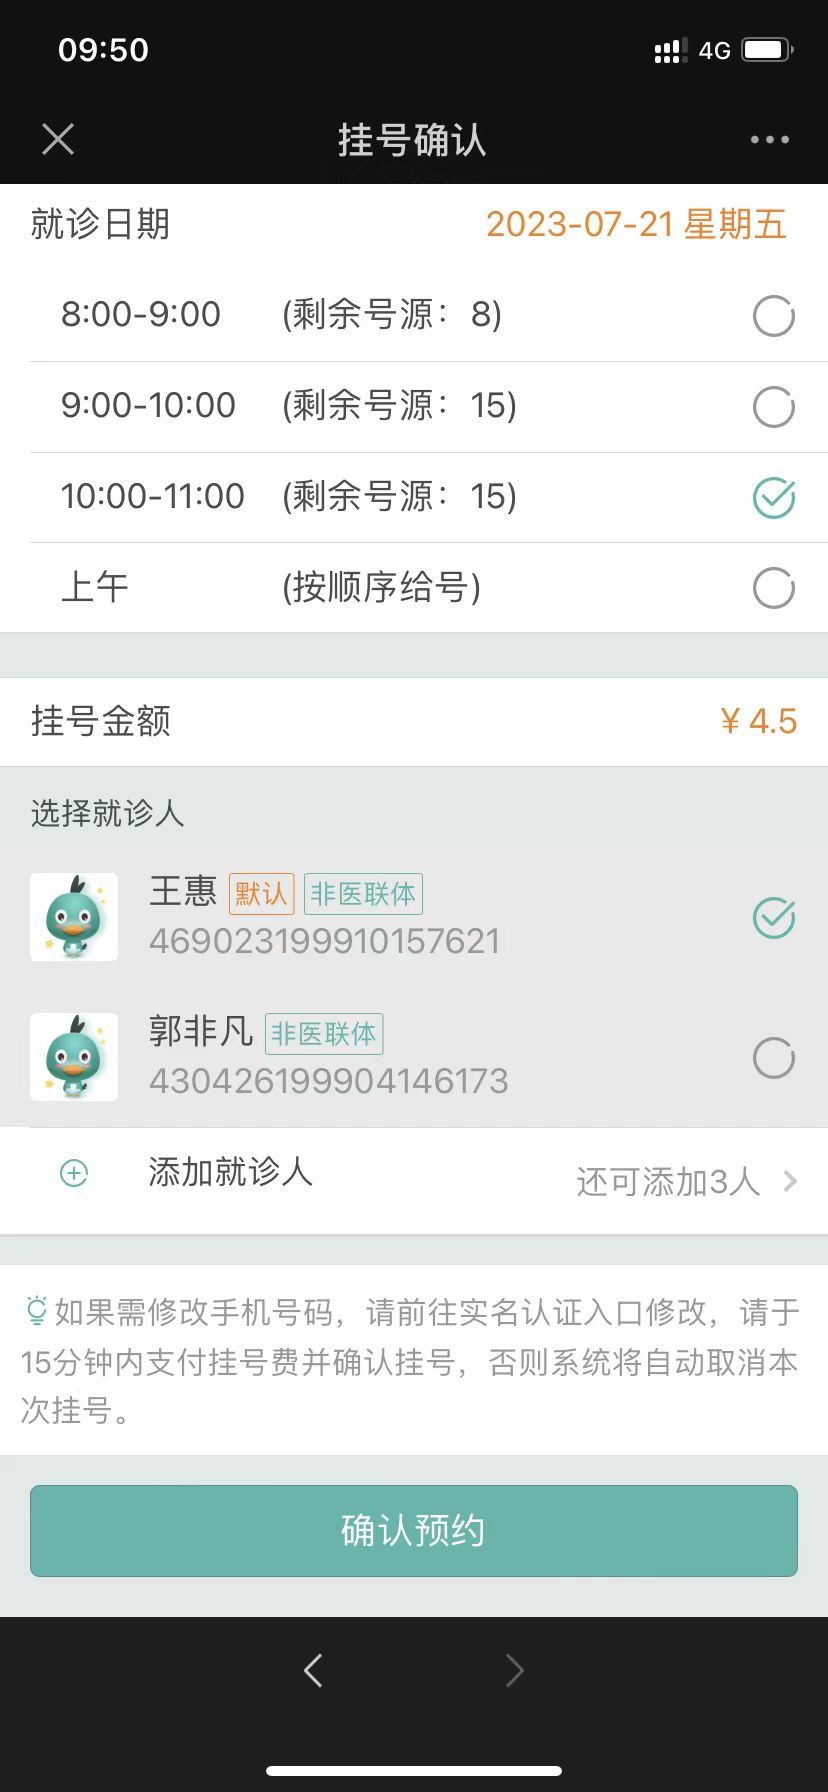 09:50 4G
挂号确认
就诊日期 2023-07-21 星期五
8:00-9:00 (剩余号源：8)
9:00-10:00 (剩余号源：15)
10:00-11:00 (剩余号源：15)
上午 (按顺序给号)
挂号金额 ¥ 4.5
选择就诊人
王惠 默认 非医联体
469023199910157621
郭非凡 非医联体
430426199904146173
添加就诊人 还可添加3人
如果需修改手机号码，请前往实名认证入口修改，请于
15分钟内支付挂号费并确认挂号，否则系统将自动取消本
次挂号。
确认预约